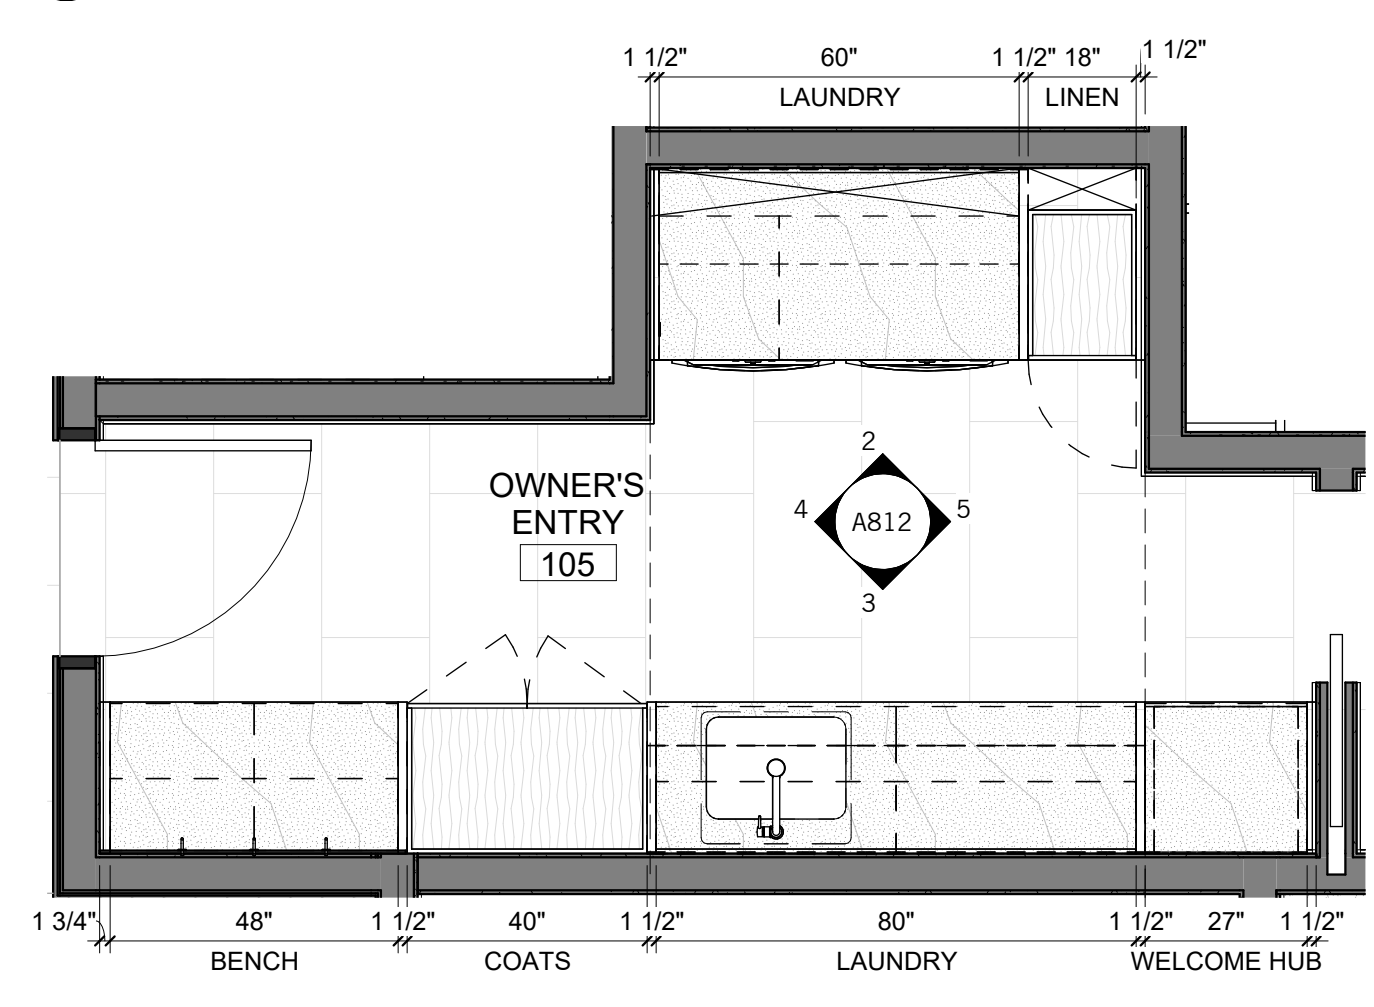 1 1/2" 60" 1 1/2" 18" 1 1/2"
LAUNDRY LINEN
OWNER'S
ENTRY
105
2
4 A812 5
3
1 3/4" 48" 1 1/2" 40" 1 1/2" 80" 1 1/2" 27" 1 1/2"
BENCH COATS LAUNDRY WELCOME HUB